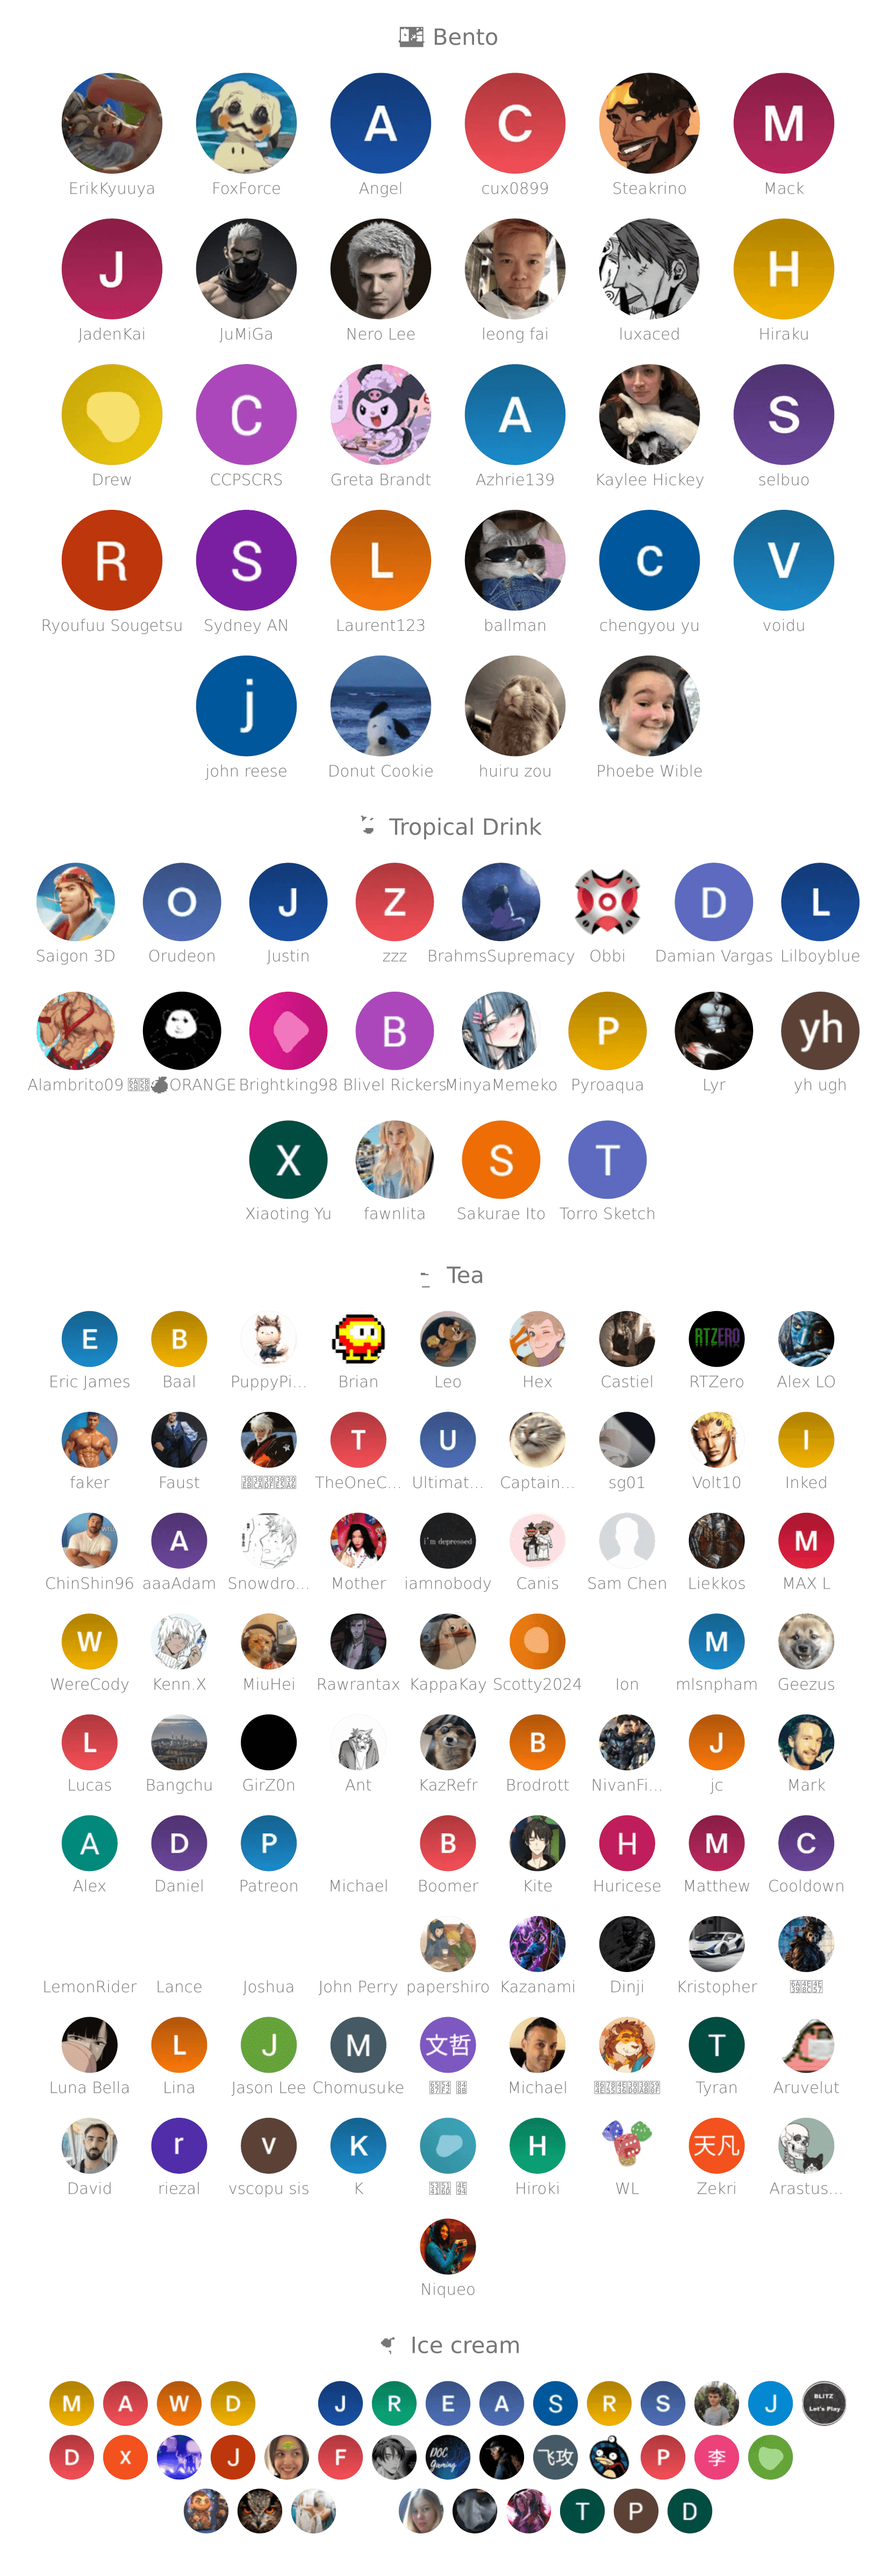 Bento
A C M
ErikKyuuya FoxForce Angel cux0899 Steakrino Mack
J H
JadenKai JuMiGa Nero Lee leong fai luxaced Hiraku
C A S
Drew CCPSCRS Greta Brandt Azhrie139 Kaylee Hickey selbuo
R S L c V
Ryoufuu Sougetsu Sydney AN Laurent123 ballman chengyou yu voidu
j
john reese Donut Cookie huiru zou Phoebe Wible
Tropical Drink
O J Z D L
Saigon 3D Orudeon Justin zzz BrahmsSupremacy Obbi Damian Vargas Lilboyblue
B P yh
Alambrito09 ORANGE Brightking98 Blivel Rickers MinyaMemeko Pyroaqua Lyr yh ugh
X S T
Xiaoting Yu fawnlita Sakurae Ito Torro Sketch
Tea
E B RTZERO
Eric James Baal PuppyPi... Brian Leo Hex Castiel RTZero Alex LO
T U I
faker Faust TheOneC... Ultimat... Captain... sg01 Volt10 Inked
A i'm depressed M
ChinShin96 aaaAdam Snowdro... Mother iamnobody Canis Sam Chen Liekkos MAX L
W M
WereCody Kenn.X MiuHei Rawrantax KappaKay Scotty2024 Ion mlsnpham Geezus
L B J
Lucas Bangchu GirZ0n Ant KazRefr Brodrott NivanFi... jc Mark
A D P B H M C
Alex Daniel Patreon Michael Boomer Kite Huricese Matthew Cooldown
LemonRider Lance Joshua John Perry papershiro Kazanami Dinji Kristopher
L J M 文哲 T
Luna Bella Lina Jason Lee Chomusuke Michael Tyran Aruvelut
r v K H 天凡
David riezal vscopu sis K Hiroki WL Zekri Arastus...
Niqueo
Ice cream
M A W D J R E A S R S J BLITZ Let's Play
D X J F DOC Gaming 飞攻 P 李
T P D